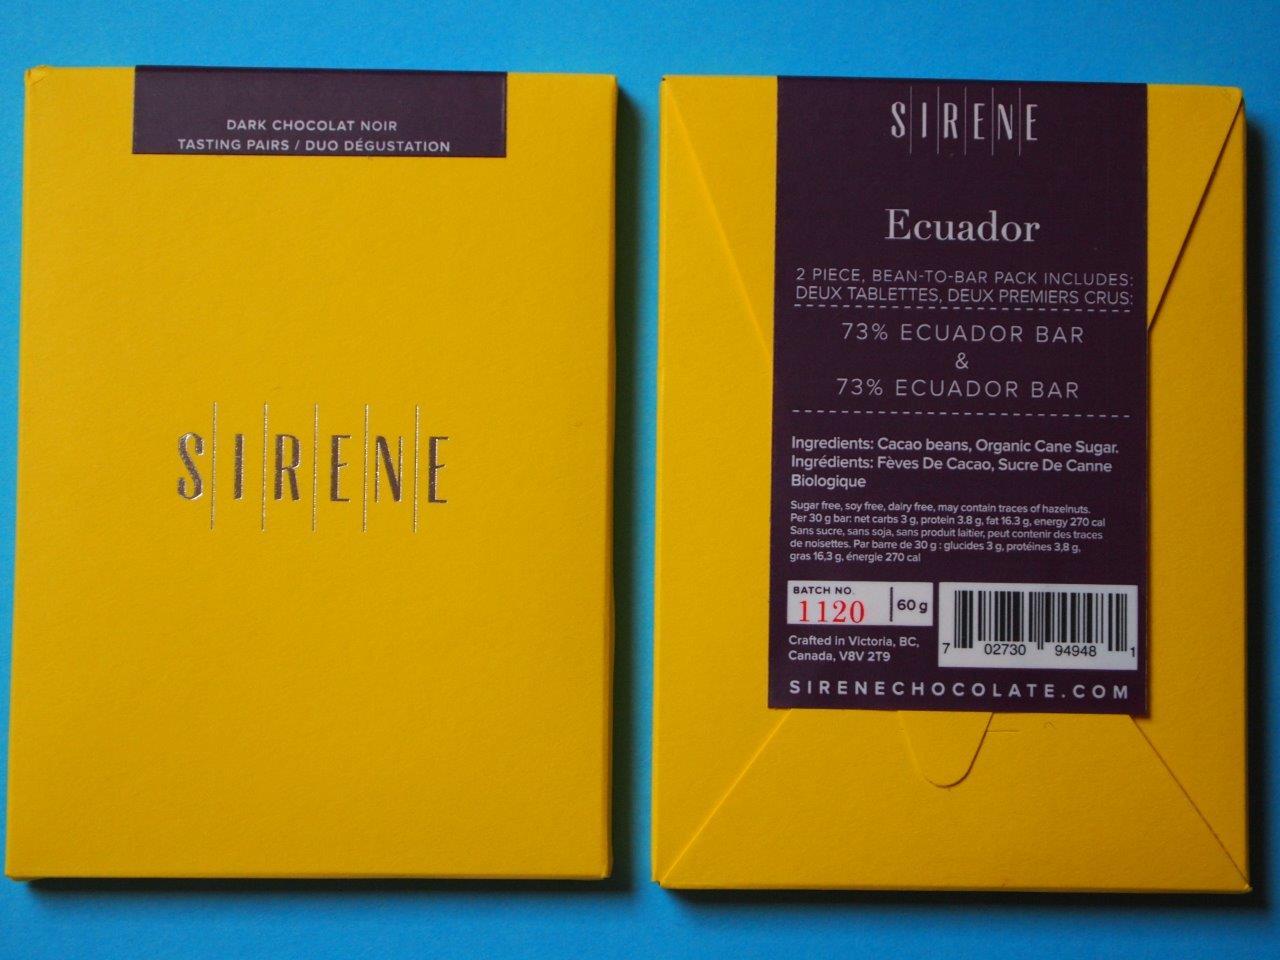 DARK CHOCOLAT NOIR
TASTING PAIRS / DUO DÉGUSTATION
SIRENE
SIRENE
Ecuador
2 PIECE, BEAN-TO-BAR PACK INCLUDES:
DEUX TABLETTES, DEUX PREMIERS CRUS:
73% ECUADOR BAR
&
73% ECUADOR BAR
Ingredients: Cacao beans, Organic Cane Sugar.
Ingrédients: Fèves De Cacao, Sucre De Canne
Biologique
Sugar free, soy free, dairy free, may contain traces of hazelnuts.
Per 30 g bar: net carbs 3 g, protein 3.8 g, fat 16.3 g, energy 270 cal
Sans sucre, sans soja, sans produit laitier, peut contenir des traces
de noisettes. Par barre de 30 g : glucides 3 g, protéines 3,8 g,
gras 16,3 g, énergie 270 cal
BATCH NO.
1120
60 g
Crafted in Victoria, BC,
Canada, V8V 2T9
7 02730 94948 1
SIRENECHOCOLATE.COM